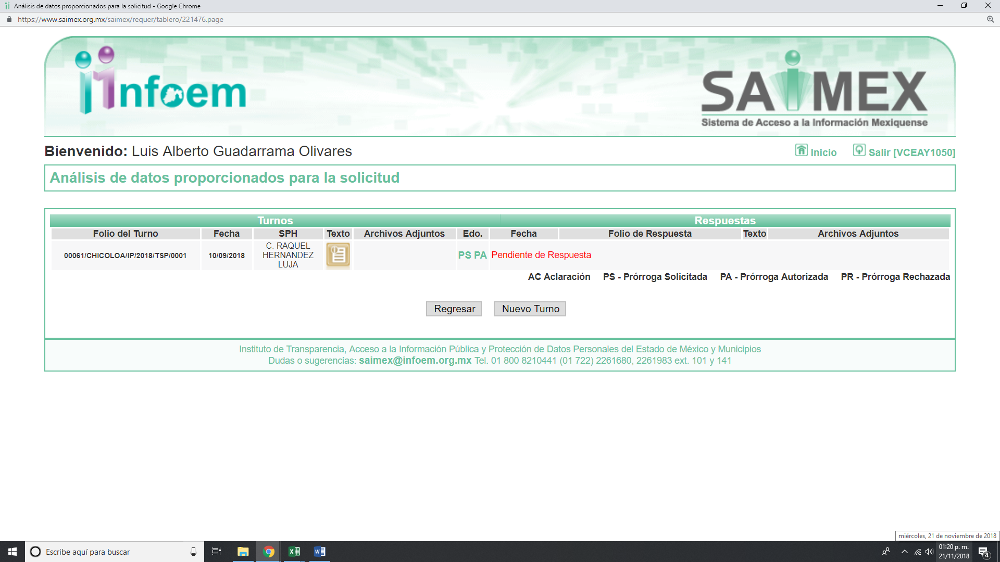 Análisis de datos proporcionados para la solicitud - Google Chrome
https://www.saimex.org.mx/saimex/requer/tablero/221476.page
infoem
SAIMEX
Sistema de Acceso a la Información Mexiquense
Bienvenido: Luis Alberto Guadarrama Olivares
Inicio Salir [VCEAY1050]
Análisis de datos proporcionados para la solicitud
Turnos Respuestas
Folio del Turno Fecha SPH Texto Archivos Adjuntos Edo. Fecha Folio de Respuesta Texto Archivos Adjuntos
00061/CHICOLOA/IP/2018/TSP/0001 10/09/2018 C. RAQUEL HERNANDEZ LUJA PS PA Pendiente de Respuesta
AC Aclaración PS - Prórroga Solicitada PA - Prórroga Autorizada PR - Prórroga Rechazada
Regresar Nuevo Turno
Instituto de Transparencia, Acceso a la Información Pública y Protección de Datos Personales del Estado de México y Municipios
Dudas o sugerencias: saimex@infoem.org.mx Tel. 01 800 8210441 (01 722) 2261680, 2261983 ext. 101 y 141
miércoles, 21 de noviembre de 2018
Escribe aquí para buscar
01:20 p. m.
21/11/2018
4